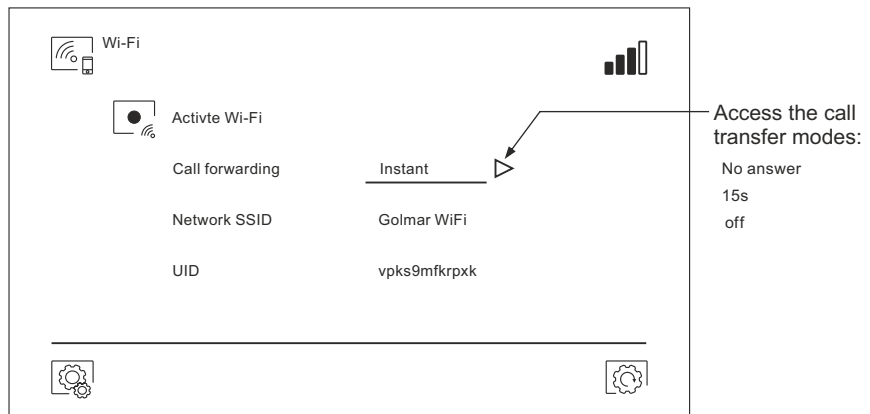 Wi-Fi
Activte Wi-Fi
Call forwarding Instant
Network SSID Golmar WiFi
UID vpks9mfkrpxk
Access the call
transfer modes:
No answer
15s
off